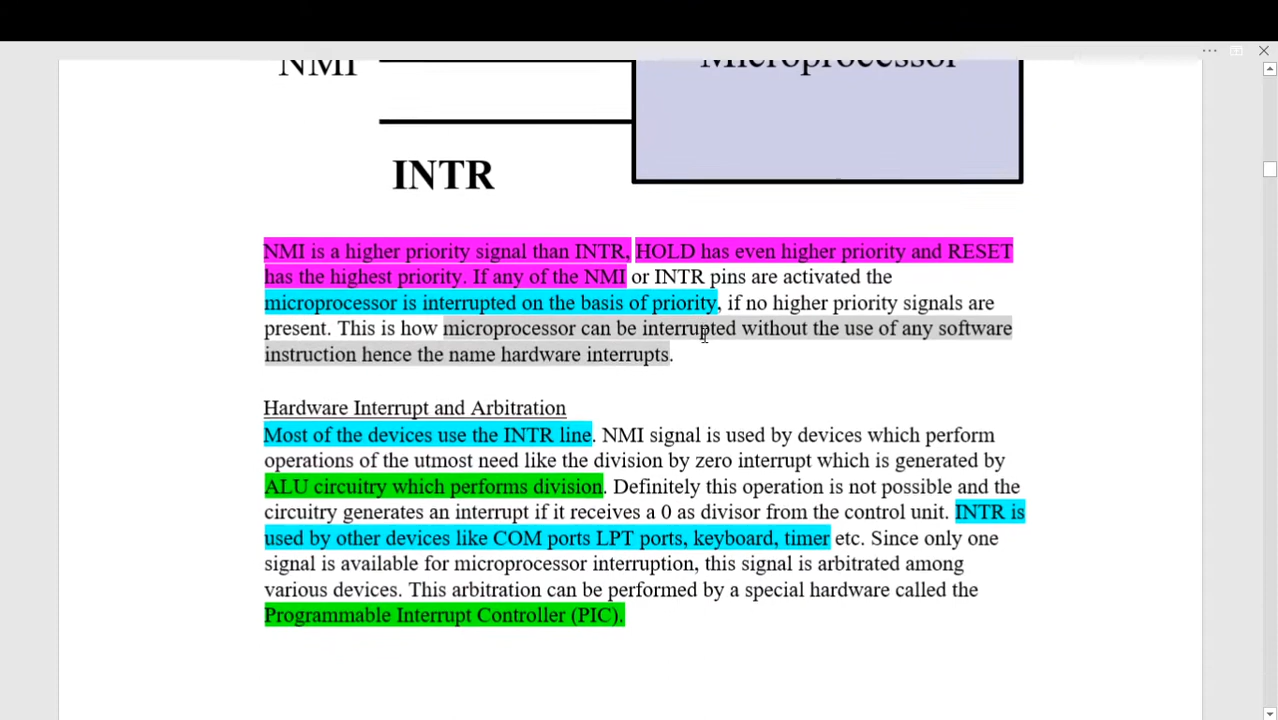 NMI
Microprocessor
INTR
NMI is a higher priority signal than INTR, HOLD has even higher priority and RESET
has the highest priority. If any of the NMI or INTR pins are activated the
microprocessor is interrupted on the basis of priority, if no higher priority signals are
present. This is how microprocessor can be interrupted without the use of any software
instruction hence the name hardware interrupts.
Hardware Interrupt and Arbitration
Most of the devices use the INTR line. NMI signal is used by devices which perform
operations of the utmost need like the division by zero interrupt which is generated by
ALU circuitry which performs division. Definitely this operation is not possible and the
circuitry generates an interrupt if it receives a 0 as divisor from the control unit. INTR is
used by other devices like COM ports LPT ports, keyboard, timer etc. Since only one
signal is available for microprocessor interruption, this signal is arbitrated among
various devices. This arbitration can be performed by a special hardware called the
Programmable Interrupt Controller (PIC).